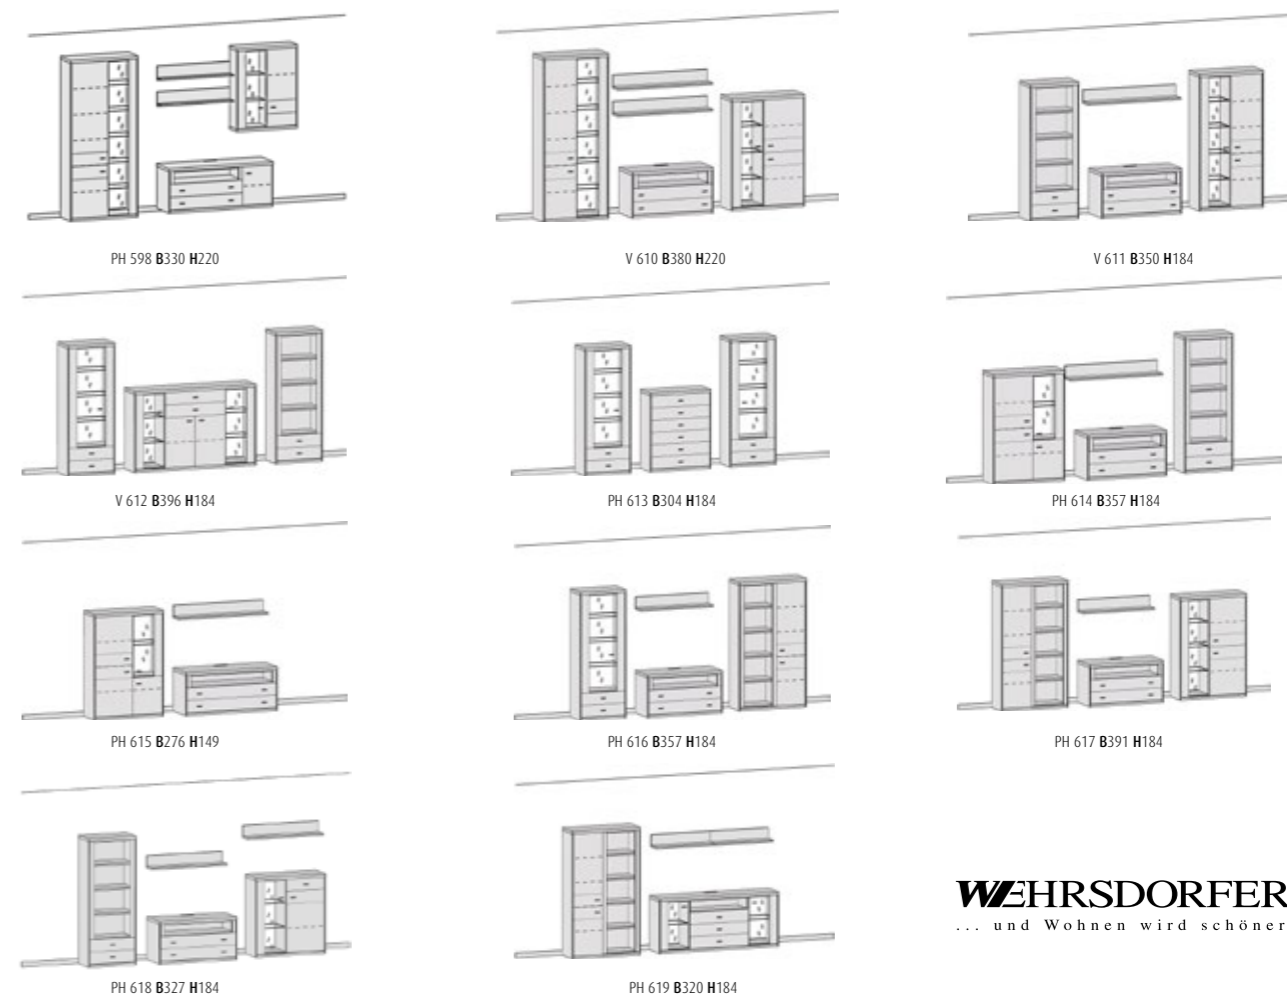 PH 598 B330 H220
V 610 B380 H220
V 611 B350 H184
V 612 B396 H184
PH 613 B304 H184
PH 614 B357 H184
PH 615 B276 H149
PH 616 B357 H184
PH 617 B391 H184
WEHRSDORFER
... und Wohnen wird schöner
PH 618 B327 H184
PH 619 B320 H184